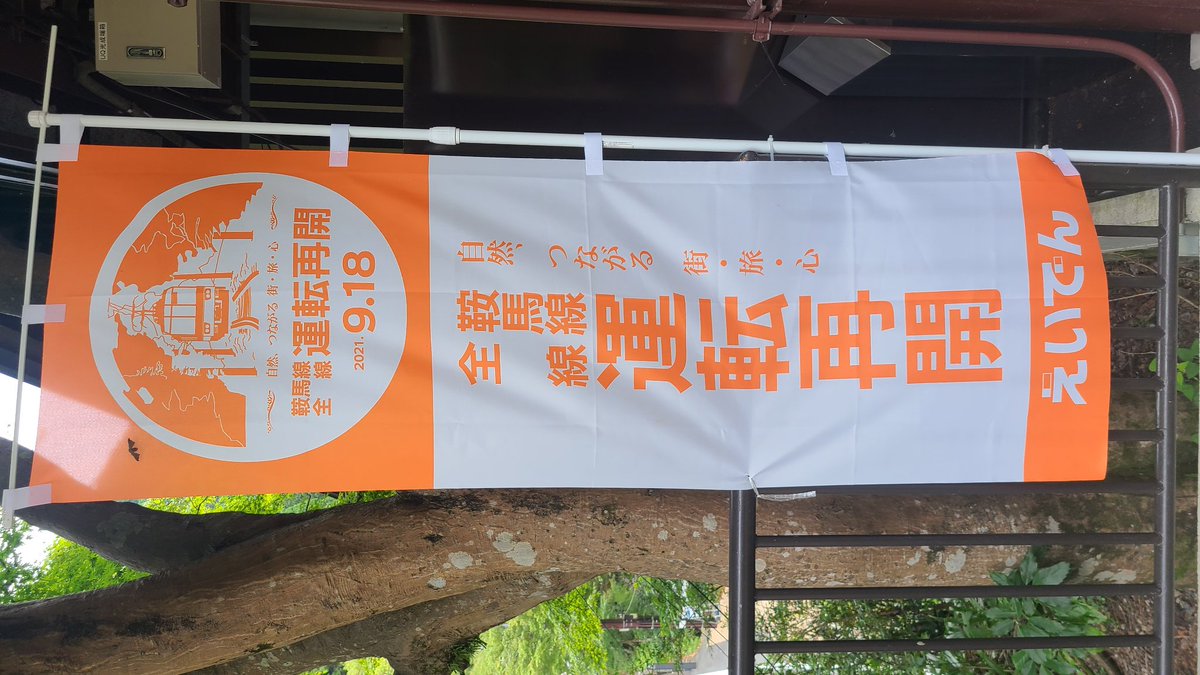 自然、つながる 街・旅・心
鞍馬線
全線
運転再開
2021. 9.18
自然、つながる 街・旅・心
鞍馬線
全線
運転再開
えいでん